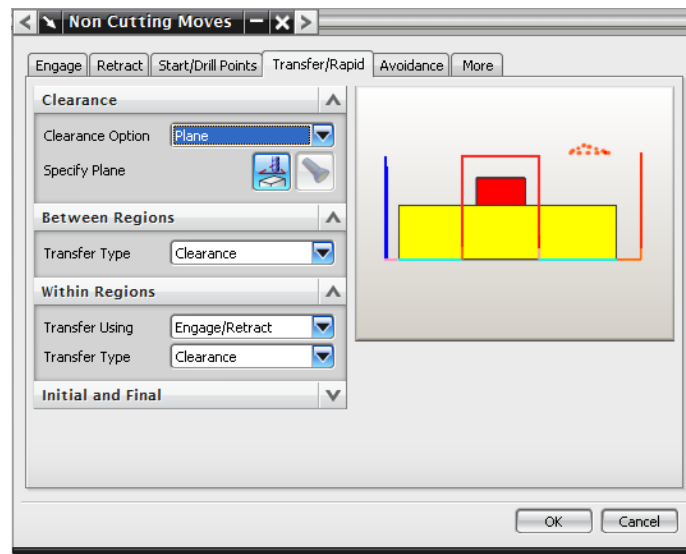 Non Cutting Moves
Engage Retract Start/Drill Points Transfer/Rapid Avoidance More
Clearance
Clearance Option Plane
Specify Plane
Between Regions
Transfer Type Clearance
Within Regions
Transfer Using Engage/Retract
Transfer Type Clearance
Initial and Final
OK Cancel